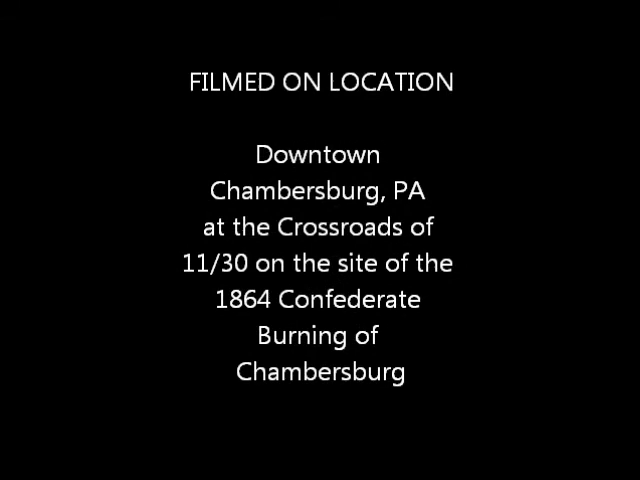 FILMED ON LOCATION
Downtown
Chambersburg, PA
at the Crossroads of
11/30 on the site of the
1864 Confederate
Burning of
Chambersburg